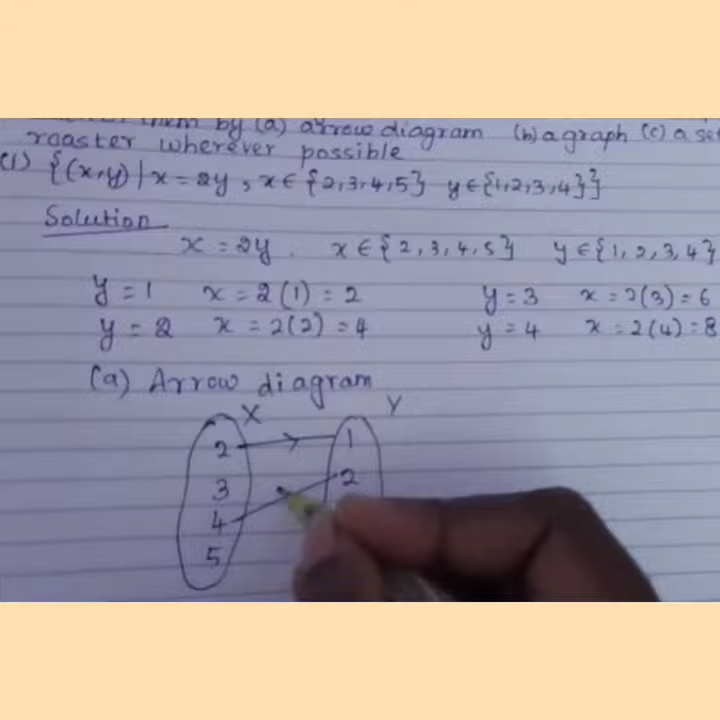 them by (a) arrow diagram (b) a graph (c) a set
roaster wherever possible
(1) {(x,y) | x = 2y, x ∈ {2,3,4,5} y ∈ {1,2,3,4}}
Solution
x = 2y . x ∈ {2,3,4,5} y ∈ {1,2,3,4}
y = 1 x = 2(1) = 2 y = 3 x = 2(3) = 6
y = 2 x = 2(2) = 4 y = 4 x = 2(4) = 8
(a) Arrow diagram
X Y
2 1
3 2
4
5